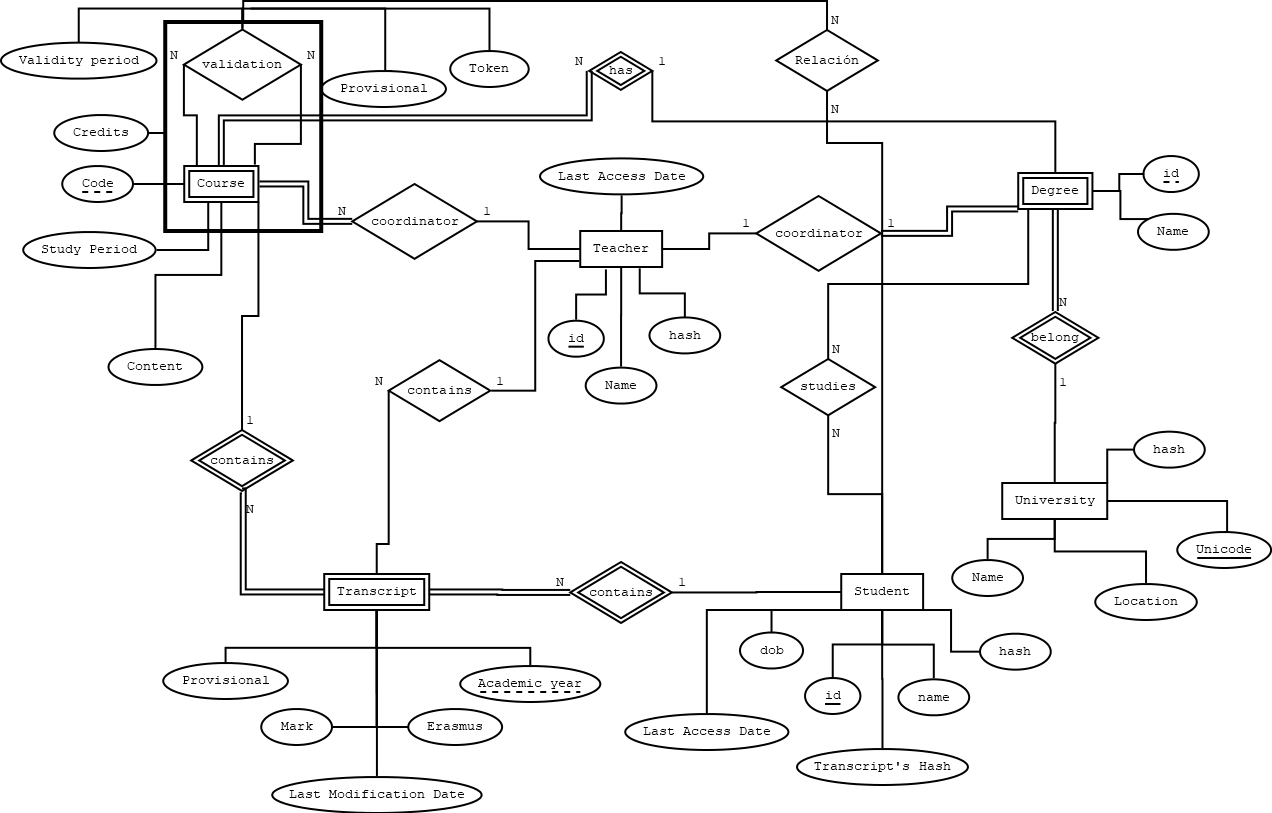 N
Relación
N
N
validation
N
N
has
1
Validity period
Token
Provisional
Credits
Code
Course
Study Period
Content
N
coordinator
1
Last Access Date
Teacher
id
hash
Name
1
coordinator
1
Degree
id
Name
N
belong
1
N
studies
N
N
contains
1
1
contains
N
hash
University
Unicode
Name
Location
Transcript
N
contains
1
Student
Provisional
Academic year
Mark
Erasmus
Last Modification Date
dob
hash
id
name
Last Access Date
Transcript's Hash